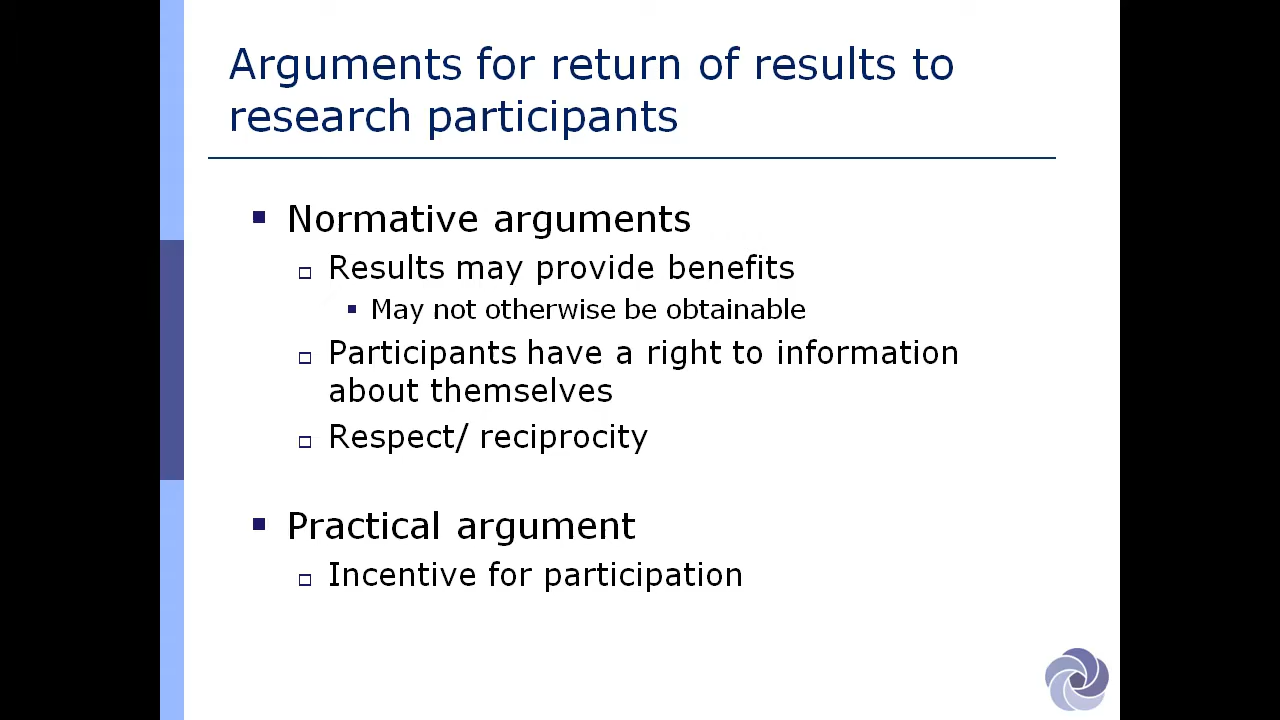 Arguments for return of results to
research participants
Normative arguments
Results may provide benefits
May not otherwise be obtainable
Participants have a right to information
about themselves
Respect/ reciprocity
Practical argument
Incentive for participation